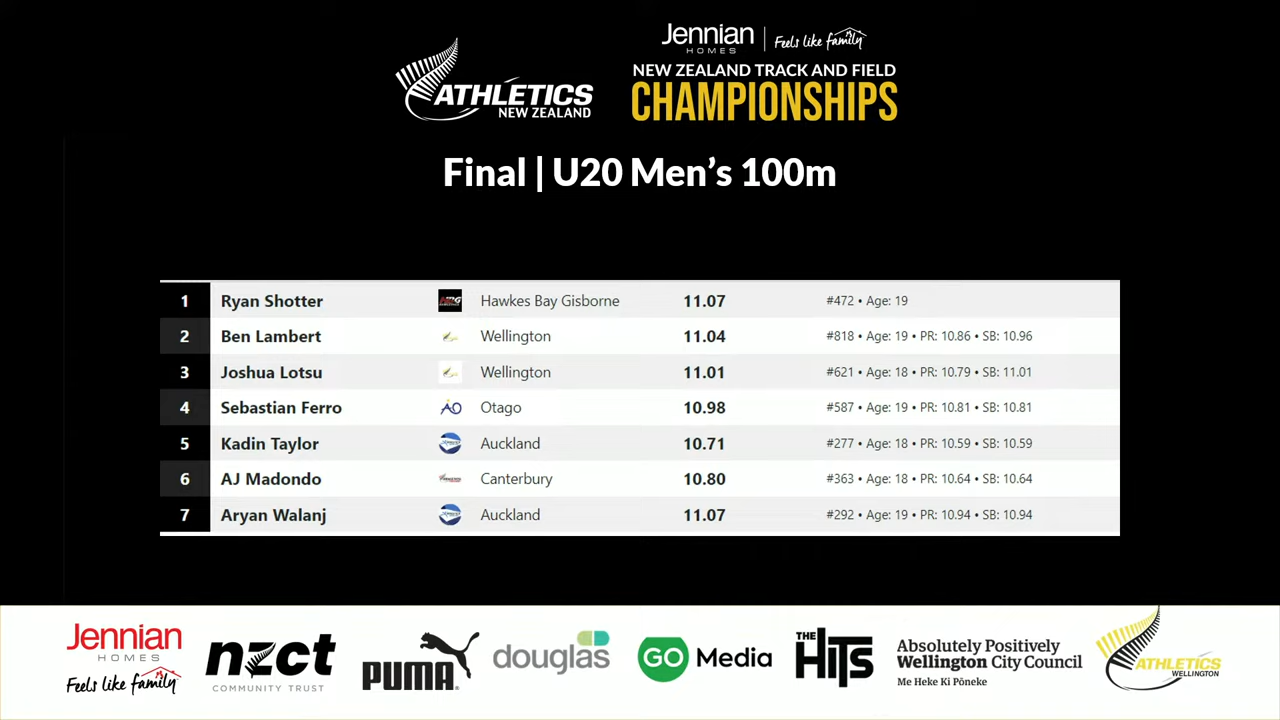 Jennian HOMES | Feels like family
ATHLETICS NEW ZEALAND
NEW ZEALAND TRACK AND FIELD
CHAMPIONSHIPS
Final | U20 Men's 100m
1 Ryan Shotter Hawkes Bay Gisborne 11.07 #472 • Age: 19
2 Ben Lambert Wellington 11.04 #818 • Age: 19 • PR: 10.86 • SB: 10.96
3 Joshua Lotsu Wellington 11.01 #621 • Age: 18 • PR: 10.79 • SB: 11.01
4 Sebastian Ferro Otago 10.98 #587 • Age: 19 • PR: 10.81 • SB: 10.81
5 Kadin Taylor Auckland 10.71 #277 • Age: 18 • PR: 10.59 • SB: 10.59
6 AJ Madondo Canterbury 10.80 #363 • Age: 18 • PR: 10.64 • SB: 10.64
7 Aryan Walanj Auckland 11.07 #292 • Age: 19 • PR: 10.94 • SB: 10.94
Jennian HOMES Feels like family
nzct COMMUNITY TRUST
PUMA
douglas
GO Media
THE HITS
Absolutely Positively
Wellington City Council
Me Heke Ki Pōneke
ATHLETICS WELLINGTON